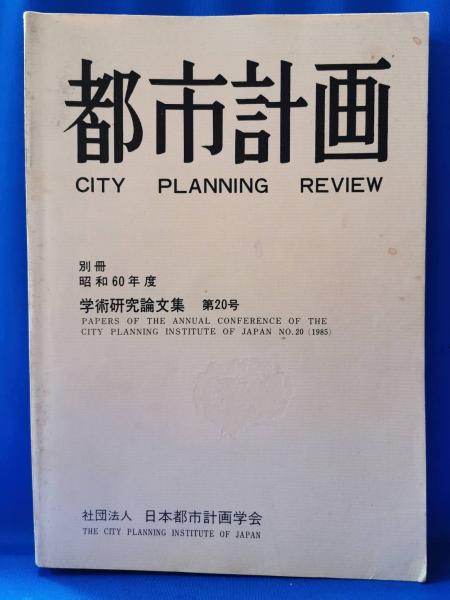 都市計画
CITY PLANNING REVIEW
別冊
昭和60年度
学術研究論文集 第20号
PAPERS OF THE ANNUAL CONFERENCE OF THE
CITY PLANNING INSTITUTE OF JAPAN NO.20 (1985)
社団法人 日本都市計画学会
THE CITY PLANNING INSTITUTE OF JAPAN